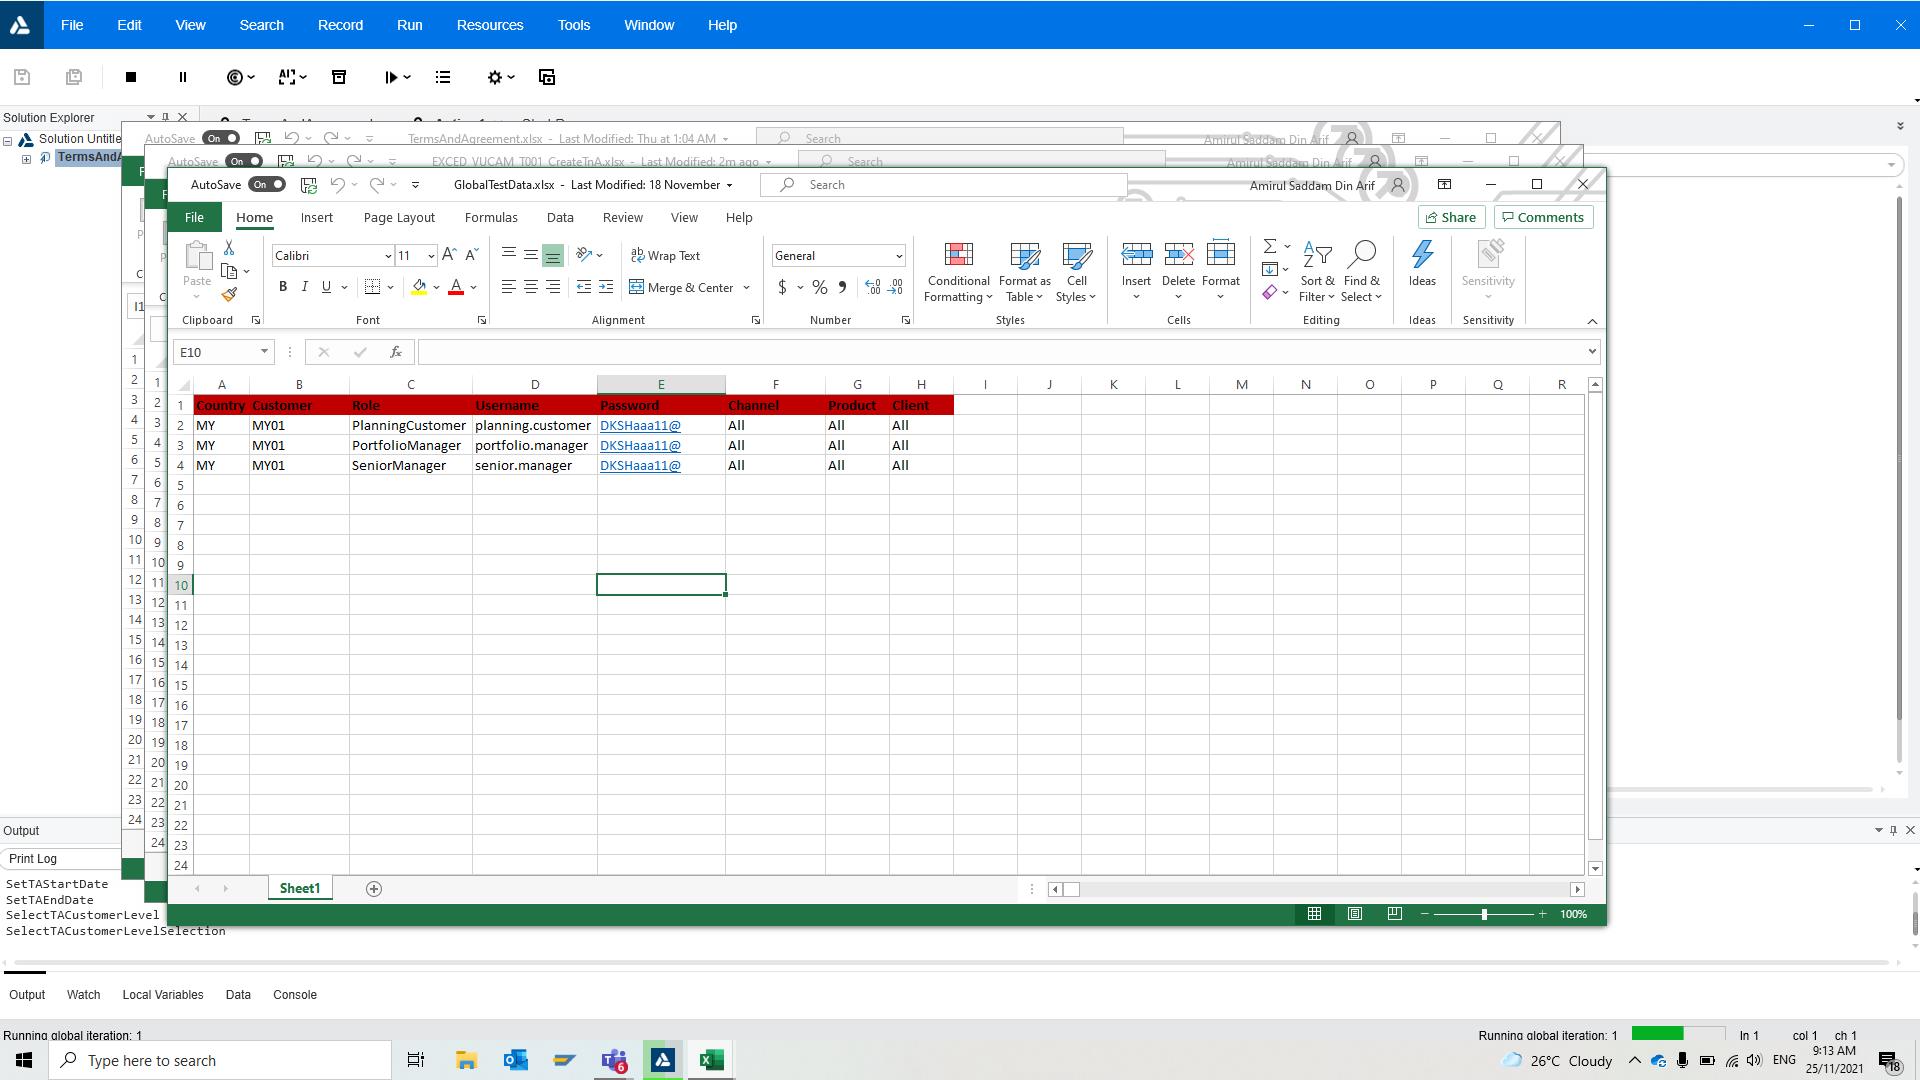 File Edit View Search Record Run Resources Tools Window Help
Solution Explorer
Solution Untitle
TermsAndA
AutoSave On TermsAndAgreement.xlsx - Last Modified: Thu at 1:04 AM Search Amirul Saddam Din Arif
AutoSave On EXCED_VUCAM_T001_CreateTnA.xlsx - Last Modified: 2m ago Search Amirul Saddam Din Arif
AutoSave On GlobalTestData.xlsx - Last Modified: 18 November Search Amirul Saddam Din Arif
File Home Insert Page Layout Formulas Data Review View Help Share Comments
Paste Calibri 11 Wrap Text General Conditional Formatting Format as Table Cell Styles Insert Delete Format Sort & Filter Find & Select Ideas Sensitivity
B I U Merge & Center $ %
Clipboard Font Alignment Number Styles Cells Editing Ideas Sensitivity
E10 fx
A B C D E F G H I J K L M N O P Q R
1 Country Customer Role Username Password Channel Product Client
2 MY MY01 PlanningCustomer planning.customer DKSHaaa11@ All All All
3 MY MY01 PortfolioManager portfolio.manager DKSHaaa11@ All All All
4 MY MY01 SeniorManager senior.manager DKSHaaa11@ All All All
5
6
7
8
9
10
11
12
13
14
15
16
17
18
19
20
21
22
23
24
Sheet1
100%
Output
Print Log
SetTAStartDate
SetTAEndDate
SelectTACustomerLevel
SelectTACustomerLevelSelection
Output Watch Local Variables Data Console
Running global iteration: 1 Running global iteration: 1 ln 1 col 1 ch 1
Type here to search 6 26°C Cloudy ENG 9:13 AM 18
25/11/2021